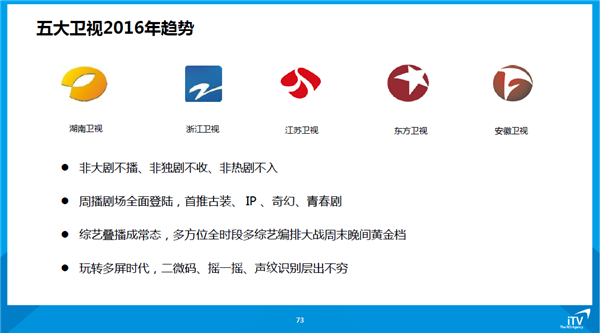 五大卫视2016年趋势
湖南卫视 浙江卫视 江苏卫视 东方卫视 安徽卫视
非大剧不播、非独剧不收、非热剧不入
周播剧场全面登陆，首推古装、IP、奇幻、青春剧
综艺叠播成常态，多方位全时段多综艺编排大战周末晚间黄金档
玩转多屏时代，二微码、摇一摇、声纹识别层出不穷
73
iTV